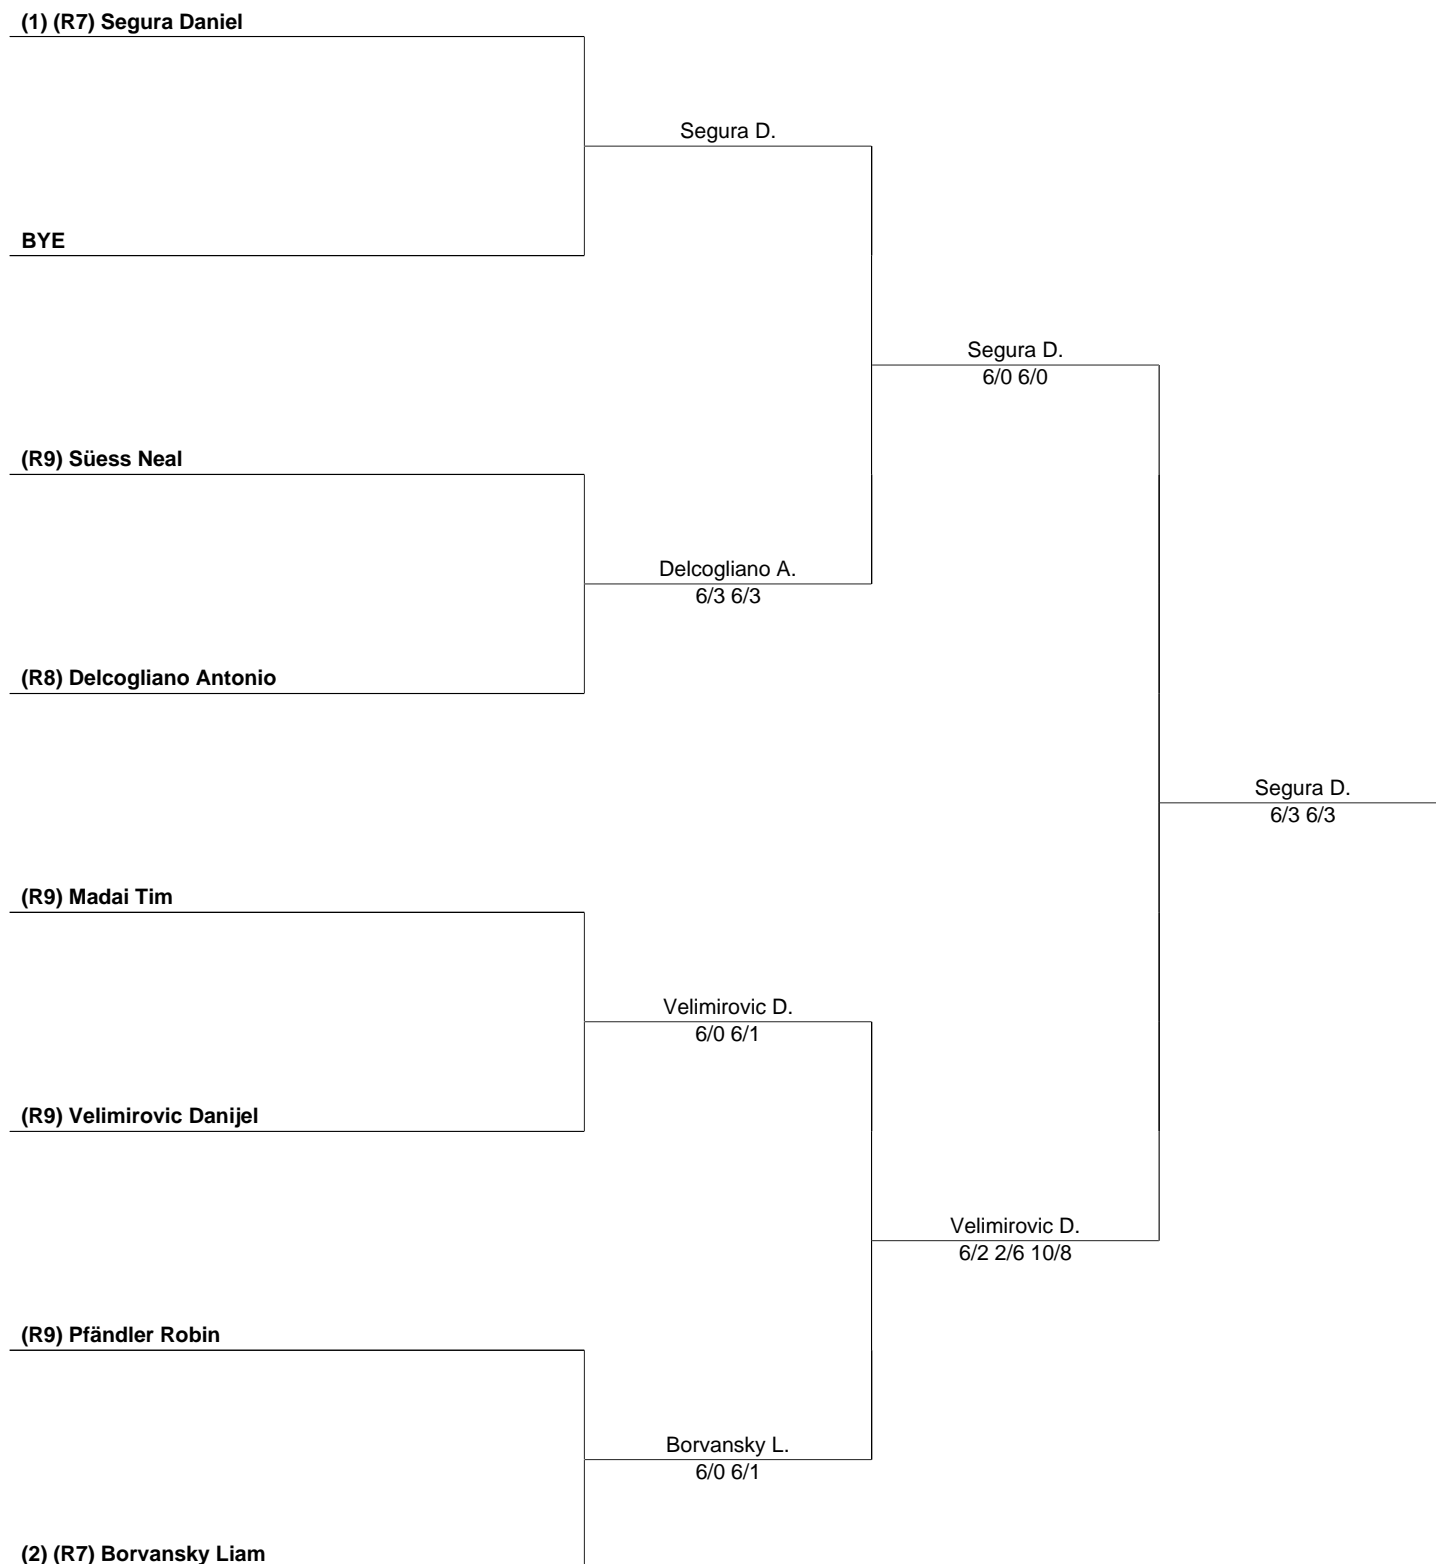 (1) (R7) Segura Daniel
Segura D.
BYE
Segura D.
6/0 6/0
(R9) Süess Neal
Delcogliano A.
6/3 6/3
(R8) Delcogliano Antonio
Segura D.
6/3 6/3
(R9) Madai Tim
Velimirovic D.
6/0 6/1
(R9) Velimirovic Danijel
Velimirovic D.
6/2 2/6 10/8
(R9) Pfändler Robin
Borvansky L.
6/0 6/1
(2) (R7) Borvansky Liam